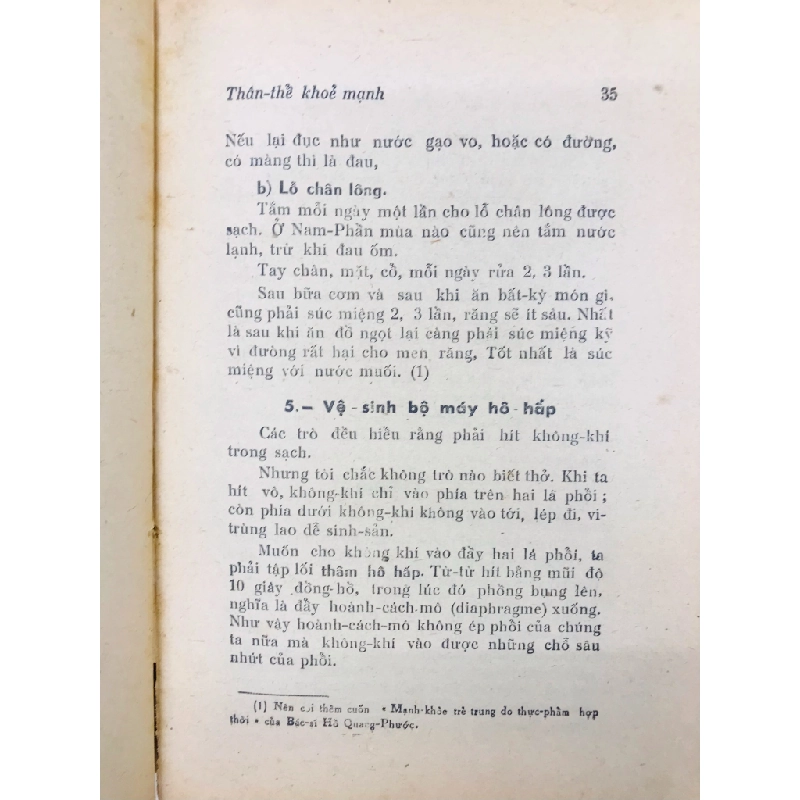 Thân-thể khoẻ mạnh 35
Nếu lại đục như nước gạo vo, hoặc có đường,
có màng thì là đau,
b) Lỗ chân lông.
Tắm mỗi ngày một lần cho lỗ chân lông được
sạch. Ở Nam-Phần mùa nào cũng nên tắm nước
lạnh, trừ khi đau ốm.
Tay chân, mặt, cổ, mỗi ngày rửa 2, 3 lần.
Sau bữa cơm và sau khi ăn bất-kỳ món gì,
cũng phải súc miệng 2, 3 lần, răng sẽ ít sâu. Nhất
là sau khi ăn đồ ngọt lại càng phải súc miệng kỹ
vì đường rất hại cho men răng, Tốt nhất là súc
miệng với nước muối. (1)
5.— Vệ-sinh bộ máy hô-hấp
Các trò đều hiểu rằng phải hít không-khí
trong sạch.
Nhưng tôi chắc không trò nào biết thở. Khi ta
hít vô, không-khí chỉ vào phía trên hai lá phổi ;
còn phía dưới không-khí không vào tới, lép đi, vi-
trùng lao dễ sinh-sản.
Muốn cho không khí vào đầy hai lá phổi, ta
phải tập lối thâm hô hấp. Từ-từ hít bằng mũi độ
10 giây đồng-hồ, trong lúc đó phồng bụng lên,
nghĩa là đẩy hoành-cách-mô (diaphragme) xuống.
Như vậy hoành-cách-mô không ép phổi của chúng
ta nữa mà không-khí vào được những chỗ sâu
nhứt của phổi.
(1) Nên coi thêm cuốn « Mạnh-khỏe trẻ trung do thực-phẩm hợp
thời » của Bác-sĩ Hồ Quang-Phước.